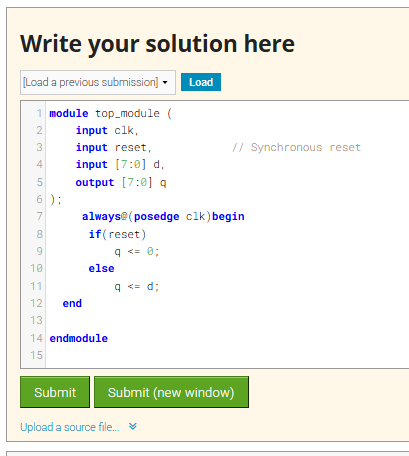 Write your solution here
[Load a previous submission] Load
1 module top_module (
2     input clk,
3     input reset,            // Synchronous reset
4     input [7:0] d,
5     output [7:0] q
6 );
7      always@(posedge clk)begin
8       if(reset)
9           q <= 0;
10       else
11           q <= d;
12   end
13
14 endmodule
15
Submit Submit (new window)
Upload a source file...